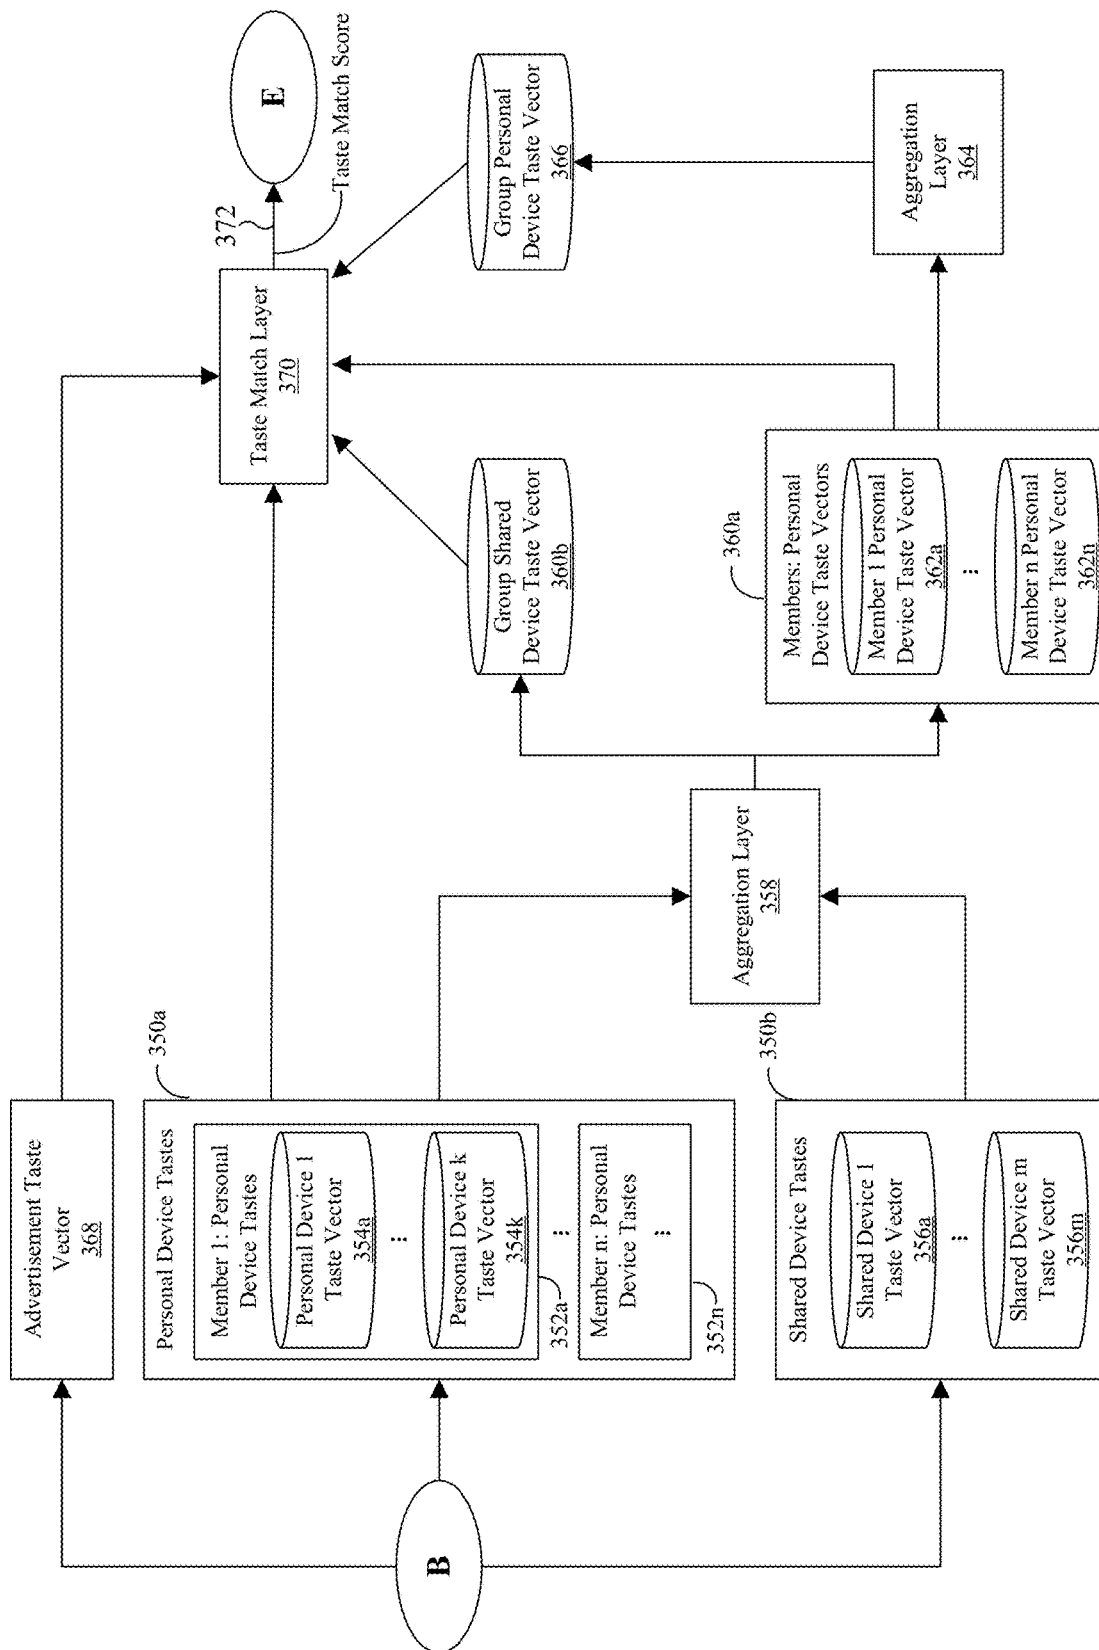 B
Advertisement Taste
Vector
368
350a
Personal Device Tastes
Member 1: Personal
Device Tastes
Personal Device 1
Taste Vector
354a
⋮
Personal Device k
Taste Vector
354k
352a
⋮
Member n: Personal
Device Tastes
⋮
352n
350b
Shared Device Tastes
Shared Device 1
Taste Vector
356a
⋮
Shared Device m
Taste Vector
356m
Aggregation Layer
358
Group Shared
Device Taste Vector
360b
360a
Members: Personal
Device Taste Vectors
Member 1 Personal
Device Taste Vector
362a
⋮
Member n Personal
Device Taste Vector
362n
Taste Match Layer
370
Group Personal
Device Taste Vector
366
Aggregation
Layer
364
372
Taste Match Score
E